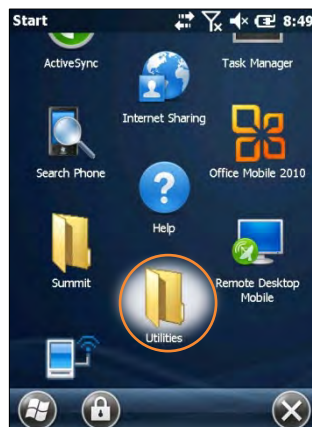 Start 8:49
ActiveSync
Task Manager
Internet Sharing
Search Phone
Office Mobile 2010
Help
Summit
Remote Desktop
Mobile
Utilities